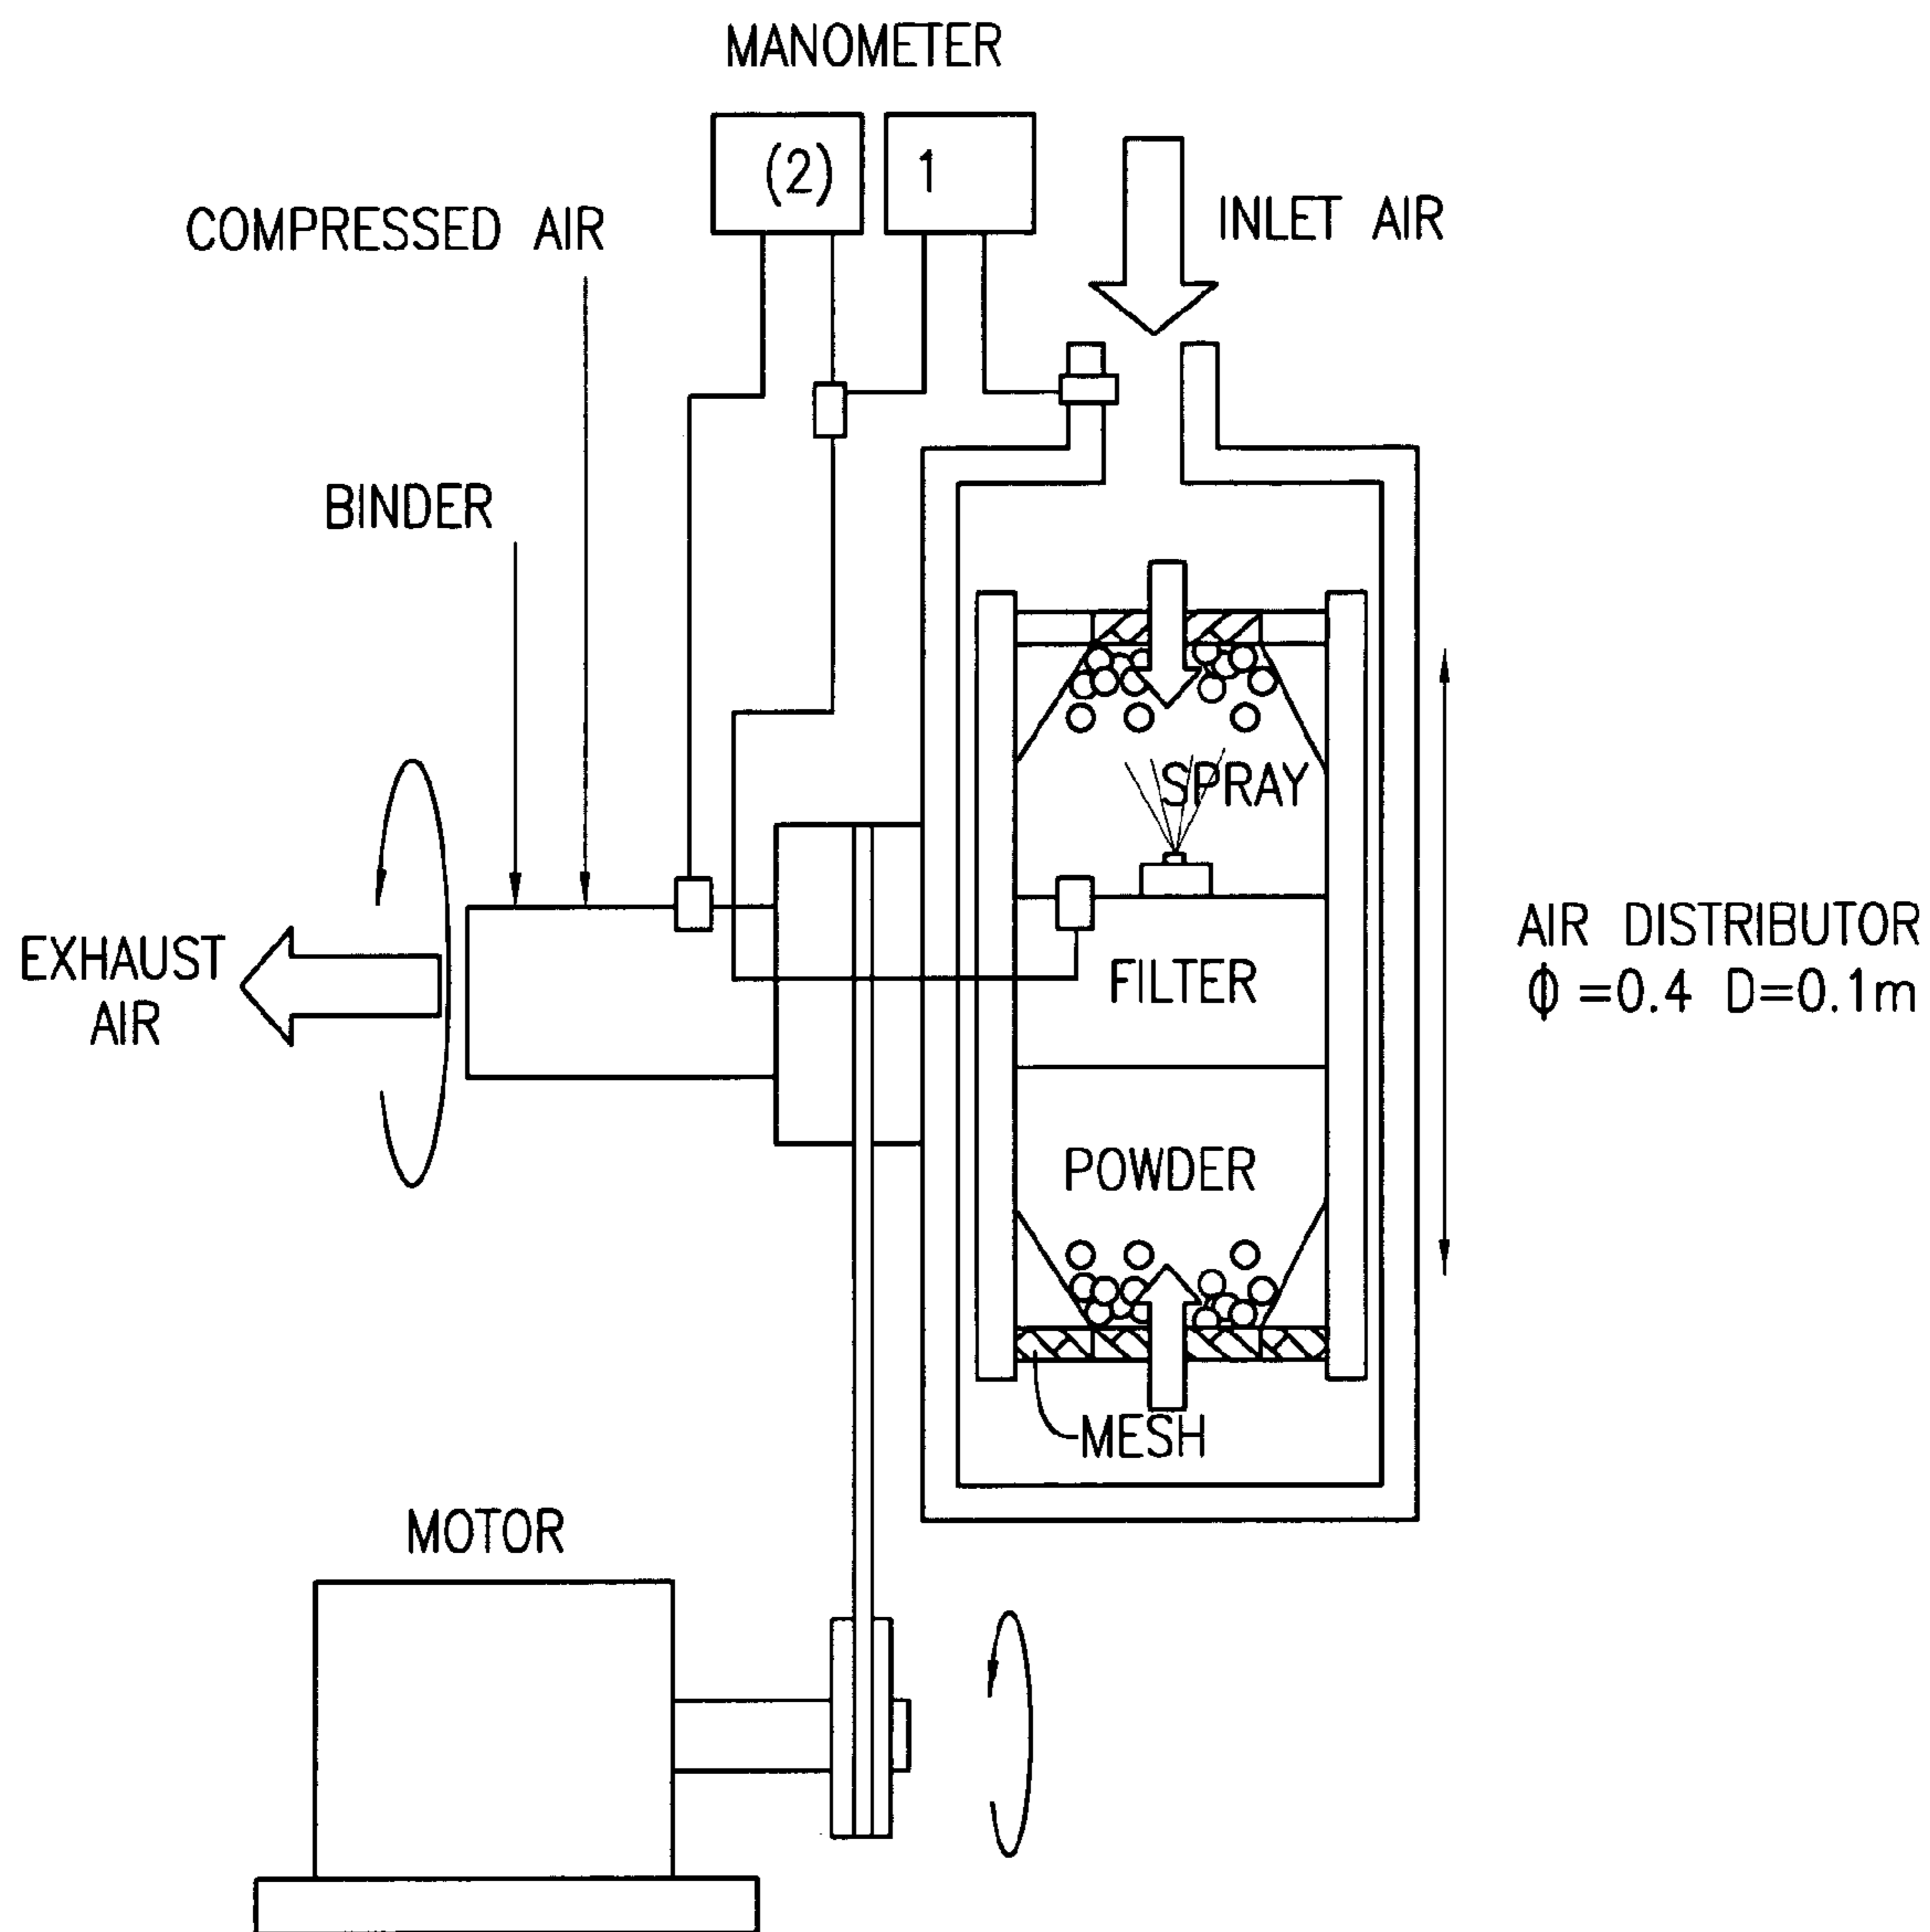 MANOMETER
(2)
1
COMPRESSED AIR
INLET AIR
BINDER
SPRAY
EXHAUST
AIR
FILTER
AIR DISTRIBUTOR
Φ =0.4 D=0.1m
POWDER
MESH
MOTOR